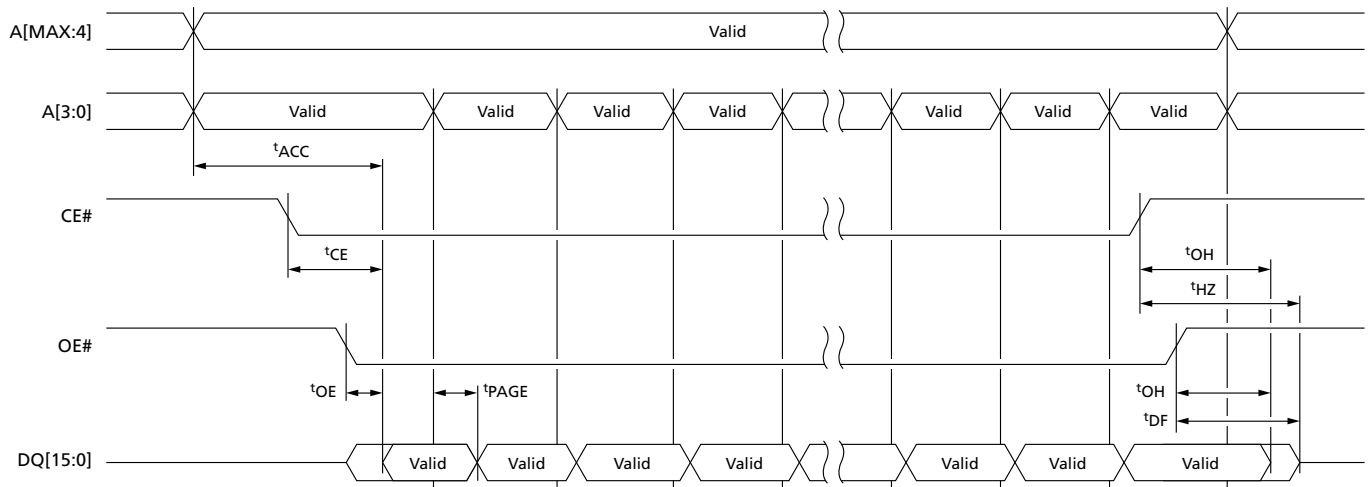 A[MAX:4] Valid
A[3:0] Valid Valid Valid Valid Valid Valid Valid
tACC
CE#
tCE tOH
tHZ
OE#
tOE tPAGE tOH
tDF
DQ[15:0] Valid Valid Valid Valid Valid Valid Valid